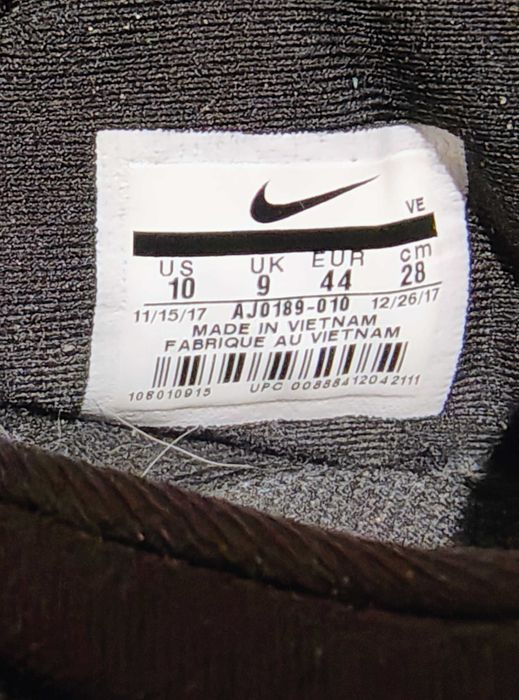 VE
US UK EUR cm
10 9 44 28
11/15/17 AJ0189-010 12/26/17
MADE IN VIETNAM
FABRIQUE AU VIETNAM
108010915 UPC 00888412042111